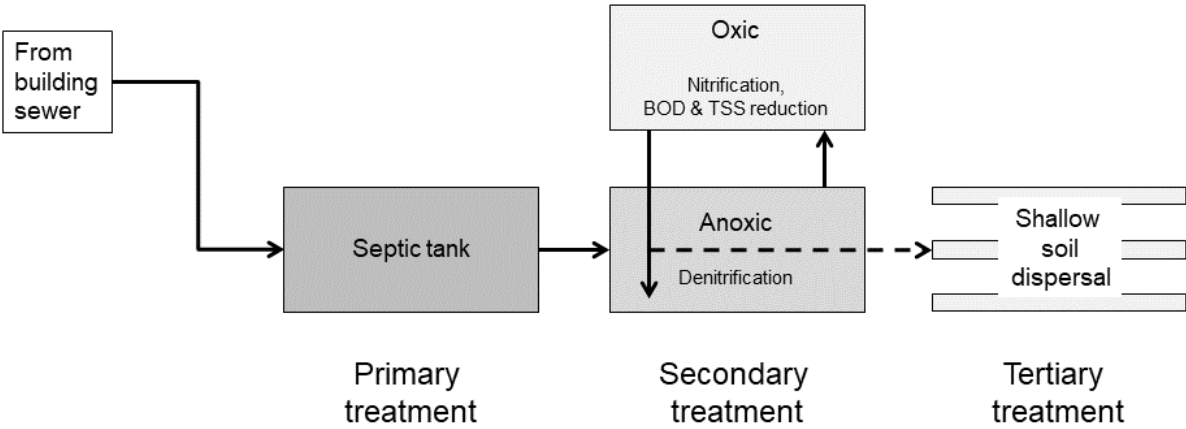 From
building
sewer
Oxic
Nitrification,
BOD & TSS reduction
Septic tank
Anoxic
Denitrification
Shallow
soil
dispersal
Primary
treatment
Secondary
treatment
Tertiary
treatment